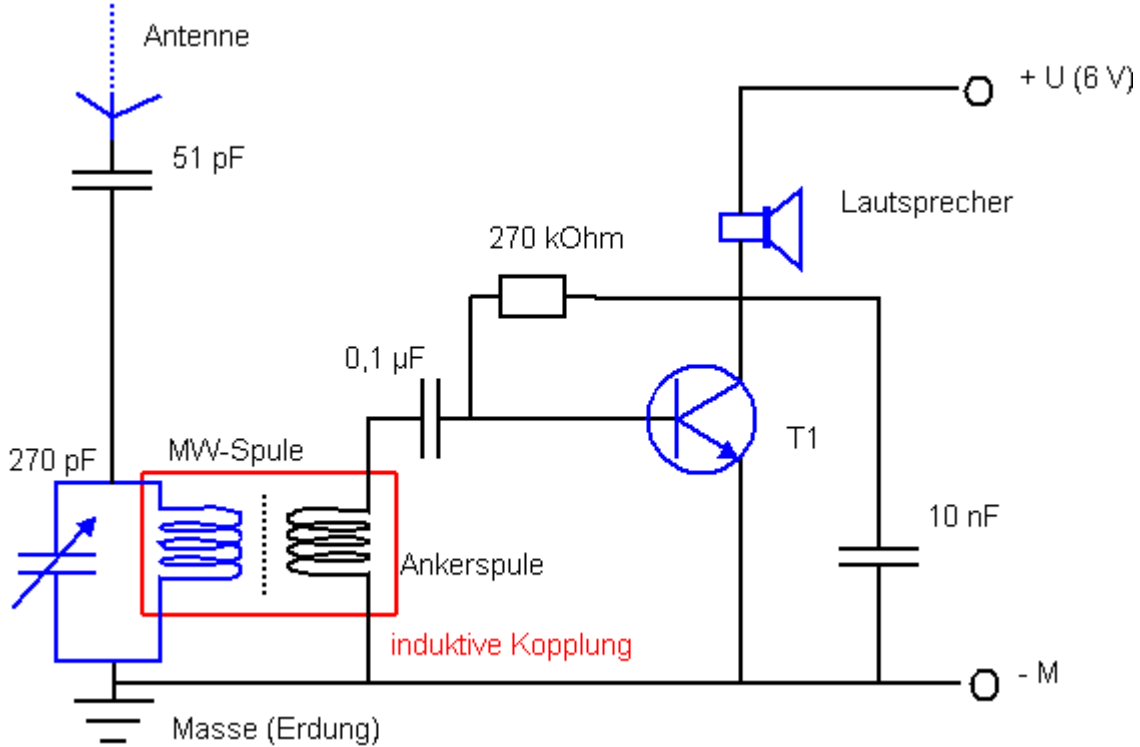 Antenne
+ U (6 V)
51 pF
Lautsprecher
270 kOhm
0,1 µF
T1
MW-Spule
270 pF
10 nF
Ankerspule
induktive Kopplung
- M
Masse (Erdung)